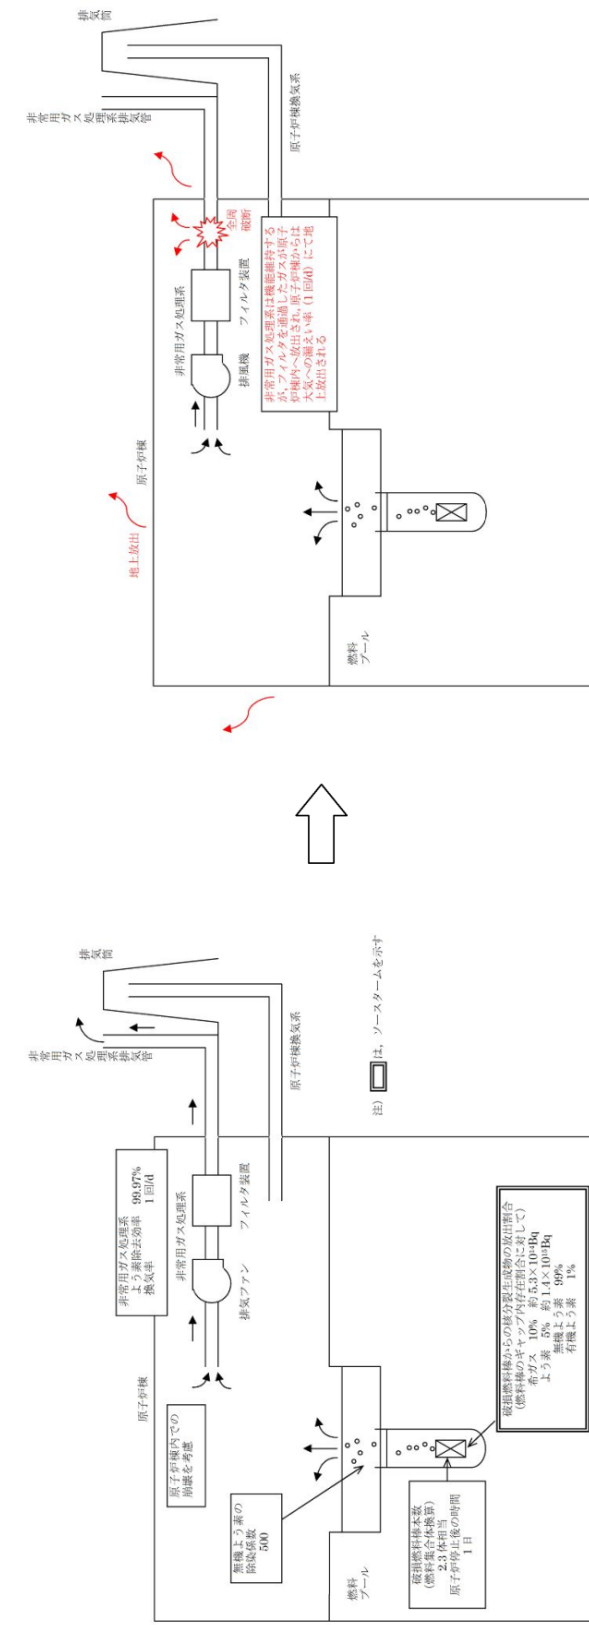 非常用ガス処理系排気管
排気筒
原子炉棟
非常用ガス処理系
よう素除去効率 99.97%
換気率 1回/d
非常用ガス処理系
排気ファン
フィルタ装置
原子炉棟換気系
原子炉棟内での
崩壊を考慮
無機よう素の
除染係数
500
燃料
プール
破損燃料棒本数
(燃料集合体換算)
2.3体相当
原子炉停止後の時間
1日
破損燃料棒からの核分裂生成物の放出割合
(燃料棒のギャップ内存在割合に対して)
希ガス 10% 約5.3×10¹⁴Bq
よう素 5% 約1.4×10¹⁴Bq
無機よう素 99%
有機よう素 1%
注) は,ソースタームを示す
非常用ガス処理系排気管
排気筒
地上放出
原子炉棟
非常用ガス処理系
排風機
フィルタ装置
全周
破断
原子炉棟換気系
非常用ガス処理系は機能維持する
が,フィルタを通過したガスが原子
炉棟内へ放出され,原子炉棟からは
大気への漏えい率(1回/d)にて地
上放出される
燃料
プール